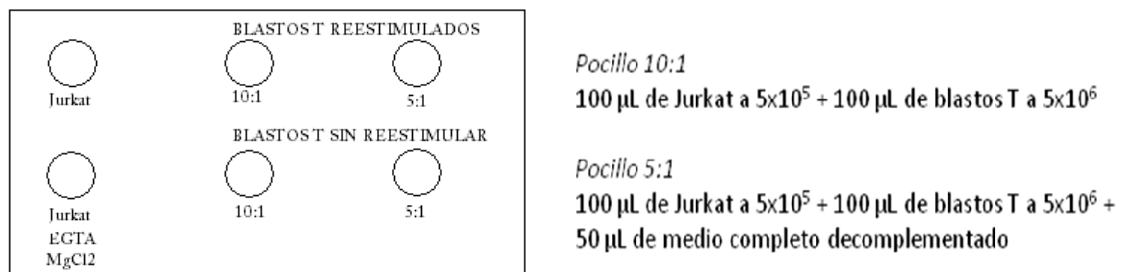 BLASTOS T REESTIMULADOS
Jurkat
10:1
5:1
BLASTOS T SIN REESTIMULAR
Jurkat
EGTA
MgCl2
10:1
5:1
Pocillo 10:1
100 µL de Jurkat a 5x10⁵ + 100 µL de blastos T a 5x10⁶
Pocillo 5:1
100 µL de Jurkat a 5x10⁵ + 100 µL de blastos T a 5x10⁶ +
50 µL de medio completo decomplementado